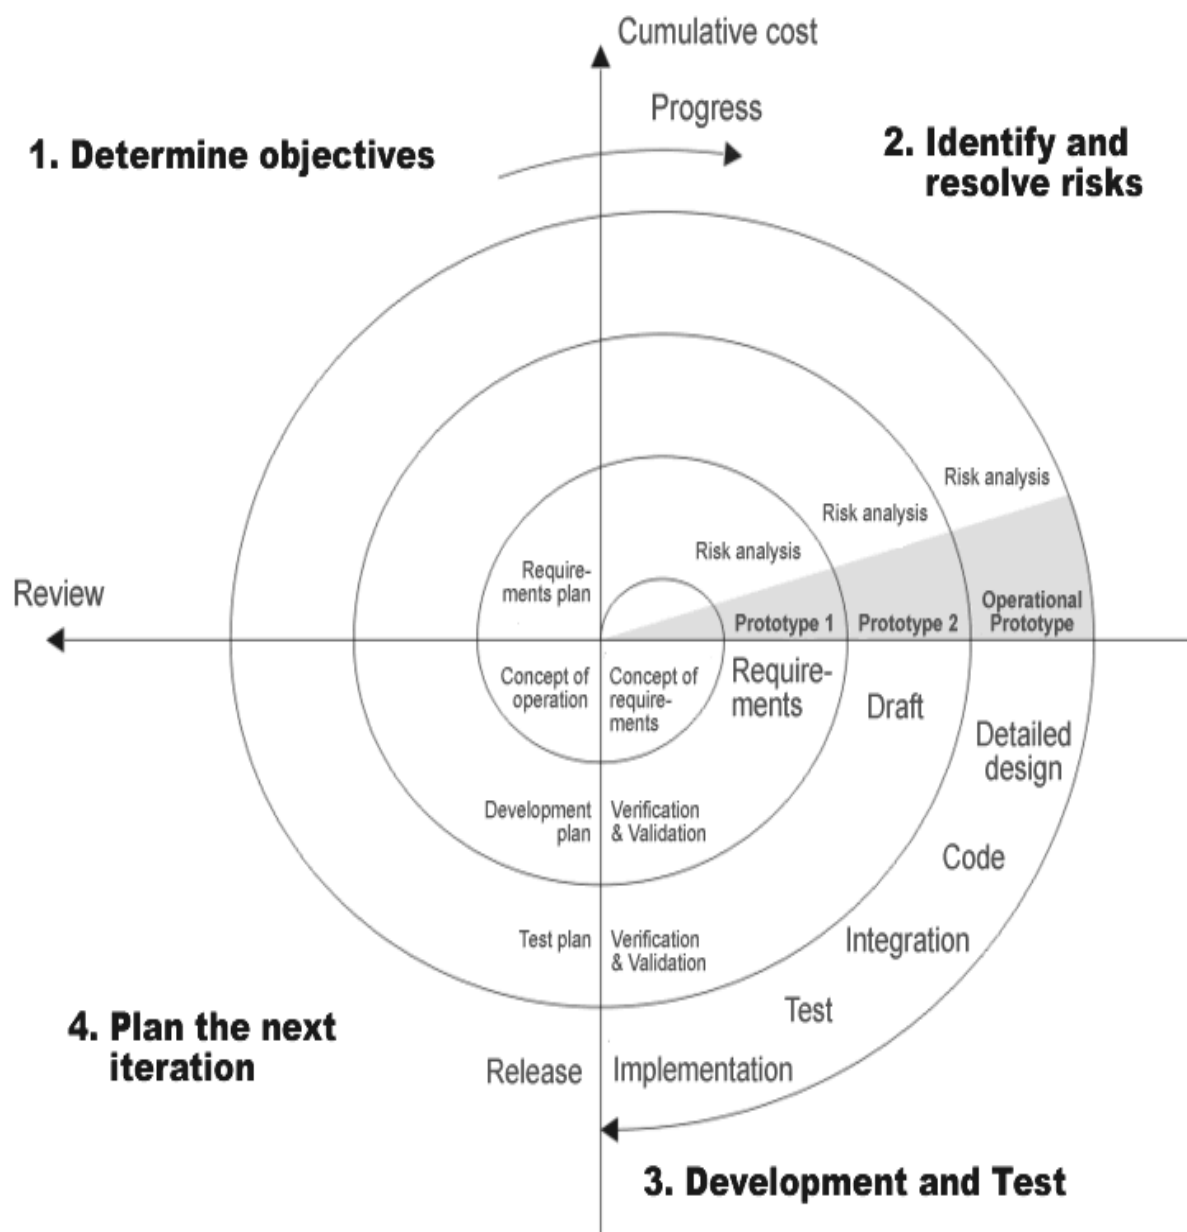 Cumulative cost
Progress
1. Determine objectives
2. Identify and
resolve risks
Risk analysis
Risk analysis
Risk analysis
Require-
ments plan
Review
Operational
Prototype
Prototype 1
Prototype 2
Concept of
operation
Concept of
require-
ments
Require-
ments
Draft
Detailed
design
Development
plan
Verification
& Validation
Code
Test plan
Verification
& Validation
Integration
Test
4. Plan the next
iteration
Release
Implementation
3. Development and Test